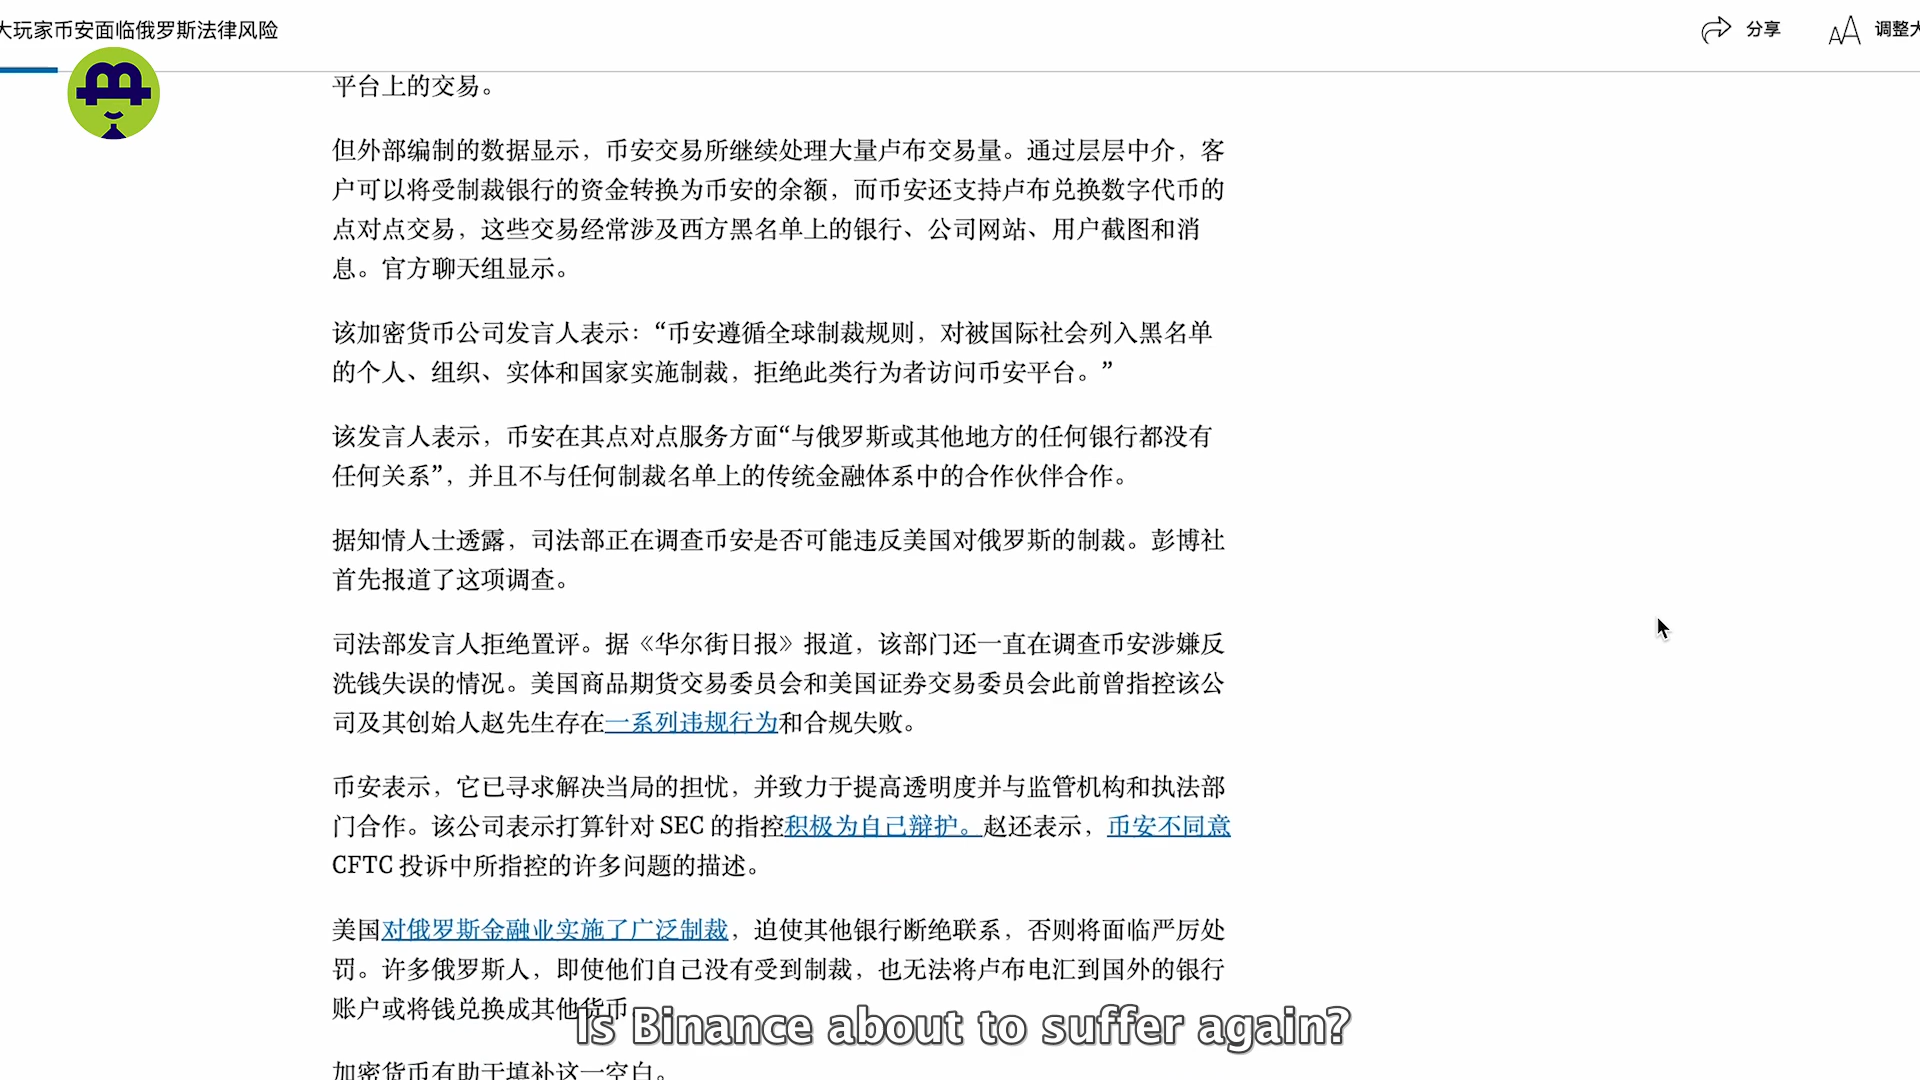 大玩家币安面临俄罗斯法律风险
分享
调整大
平台上的交易。
但外部编制的数据显示，币安交易所继续处理大量卢布交易量。通过层层中介，客
户可以将受制裁银行的资金转换为币安的余额，而币安还支持卢布兑换数字代币的
点对点交易，这些交易经常涉及西方黑名单上的银行、公司网站、用户截图和消
息。官方聊天组显示。
该加密货币公司发言人表示：“币安遵循全球制裁规则，对被国际社会列入黑名单
的个人、组织、实体和国家实施制裁，拒绝此类行为者访问币安平台。”
该发言人表示，币安在其点对点服务方面“与俄罗斯或其他地方的任何银行都没有
任何关系”，并且不与任何制裁名单上的传统金融体系中的合作伙伴合作。
据知情人士透露，司法部正在调查币安是否可能违反美国对俄罗斯的制裁。彭博社
首先报道了这项调查。
司法部发言人拒绝置评。据《华尔街日报》报道，该部门还一直在调查币安涉嫌反
洗钱失误的情况。美国商品期货交易委员会和美国证券交易委员会此前曾指控该公
司及其创始人赵先生存在一系列违规行为和合规失败。
币安表示，它已寻求解决当局的担忧，并致力于提高透明度并与监管机构和执法部
门合作。该公司表示打算针对 SEC 的指控积极为自己辩护。赵还表示，币安不同意
CFTC 投诉中所指控的许多问题的描述。
美国对俄罗斯金融业实施了广泛制裁，迫使其他银行断绝联系，否则将面临严厉处
罚。许多俄罗斯人，即使他们自己没有受到制裁，也无法将卢布电汇到国外的银行
账户或将钱兑换成其他货币。
Is Binance about to suffer again?
加密货币有助于填补这一空白。